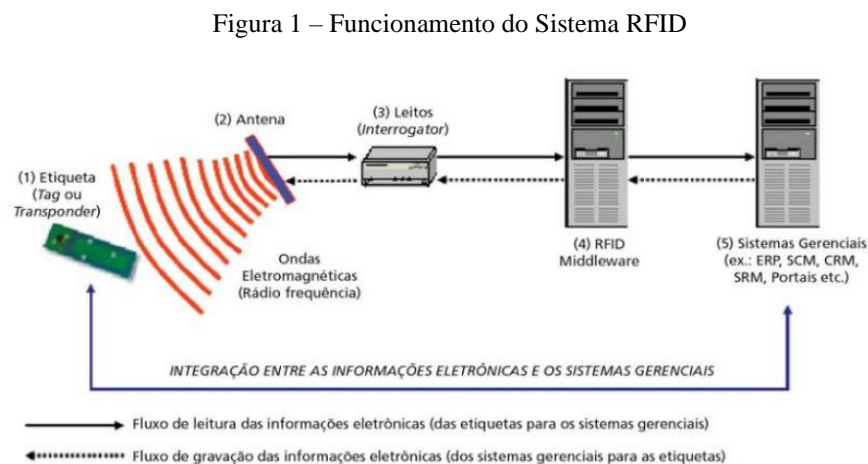 Figura 1 – Funcionamento do Sistema RFID
(1) Etiqueta
(Tag ou
Transponder)
(2) Antena
Ondas
Eletromagnéticas
(Rádio frequência)
(3) Leitos
(Interrogator)
(4) RFID
Middleware
(5) Sistemas Gerenciais
(ex.: ERP, SCM, CRM,
SRM, Portais etc.)
INTEGRAÇÃO ENTRE AS INFORMAÇÕES ELETRÔNICAS E OS SISTEMAS GERENCIAIS
Fluxo de leitura das informações eletrônicas (das etiquetas para os sistemas gerenciais)
Fluxo de gravação das informações eletrônicas (dos sistemas gerenciais para as etiquetas)